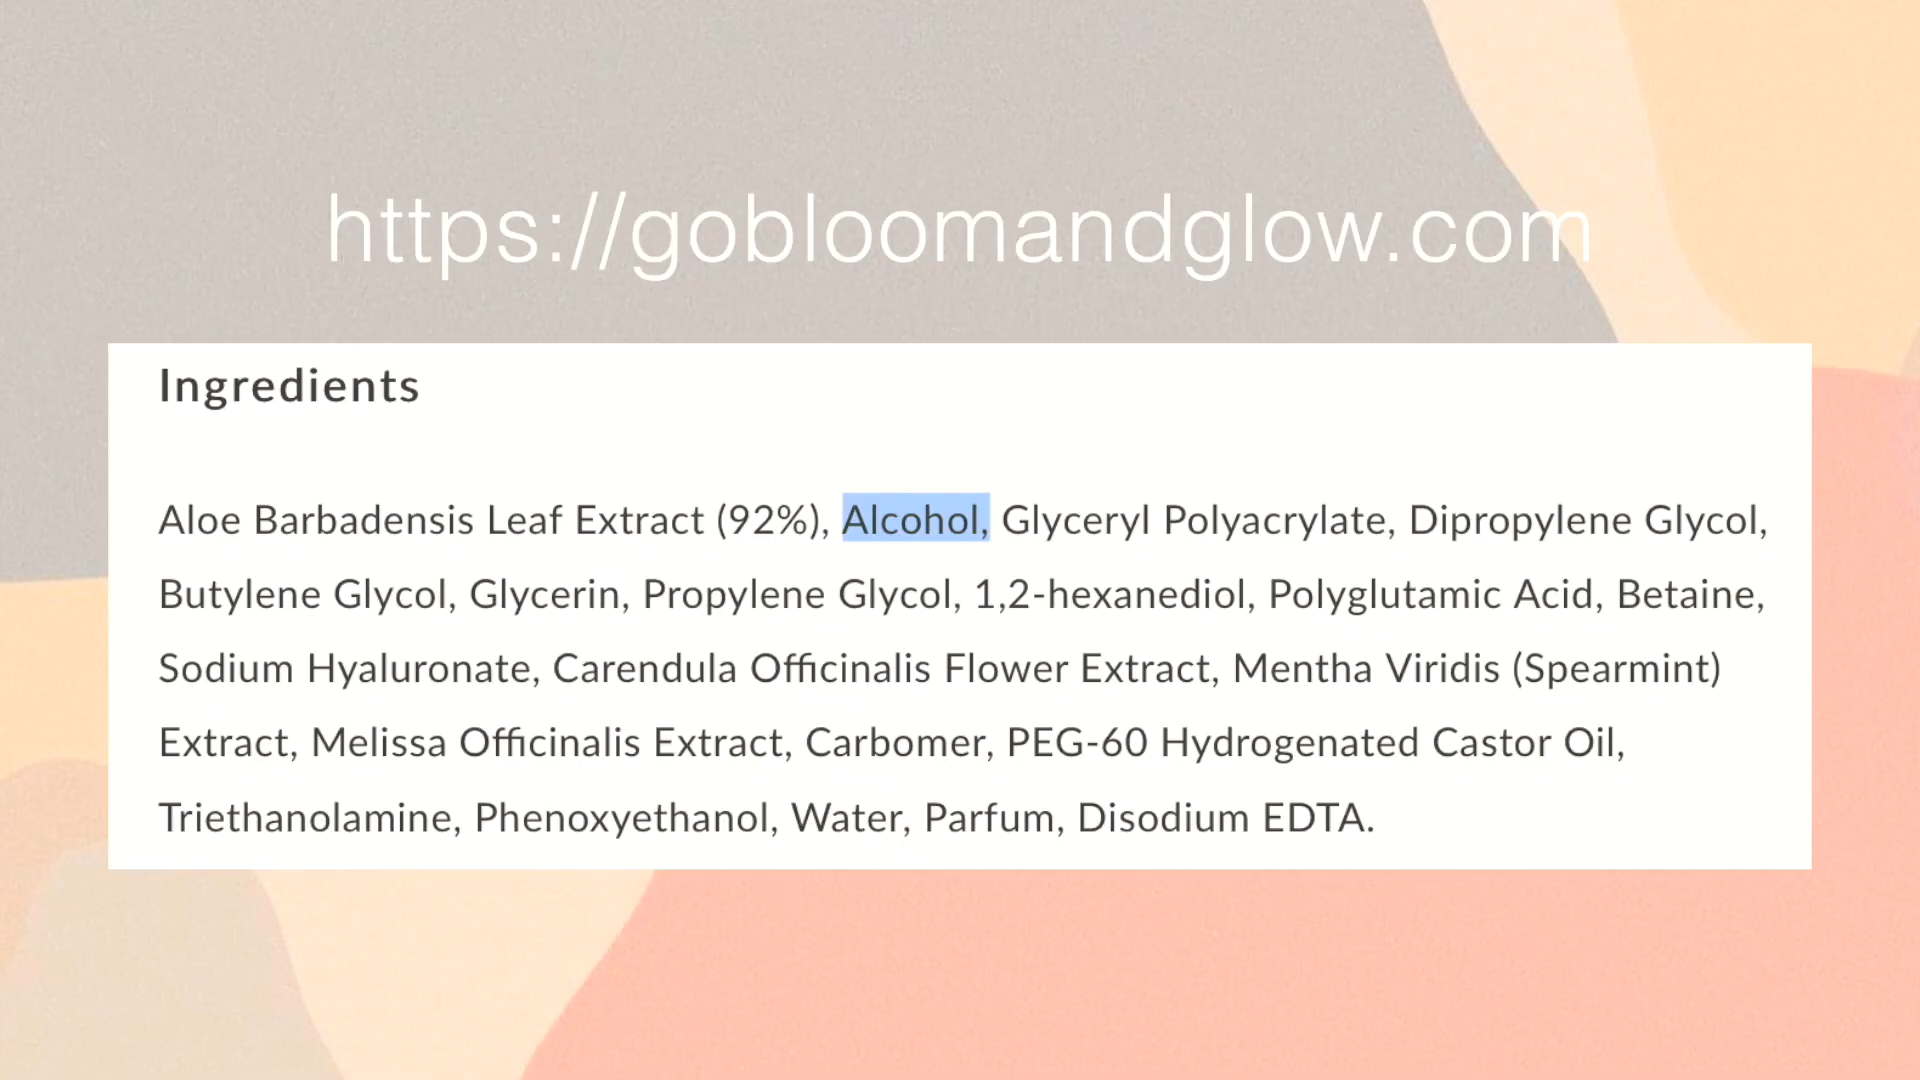 https://gobloomandglow.com
Ingredients
Aloe Barbadensis Leaf Extract (92%), Alcohol, Glyceryl Polyacrylate, Dipropylene Glycol,
Butylene Glycol, Glycerin, Propylene Glycol, 1,2-hexanediol, Polyglutamic Acid, Betaine,
Sodium Hyaluronate, Carendula Officinalis Flower Extract, Mentha Viridis (Spearmint)
Extract, Melissa Officinalis Extract, Carbomer, PEG-60 Hydrogenated Castor Oil,
Triethanolamine, Phenoxyethanol, Water, Parfum, Disodium EDTA.